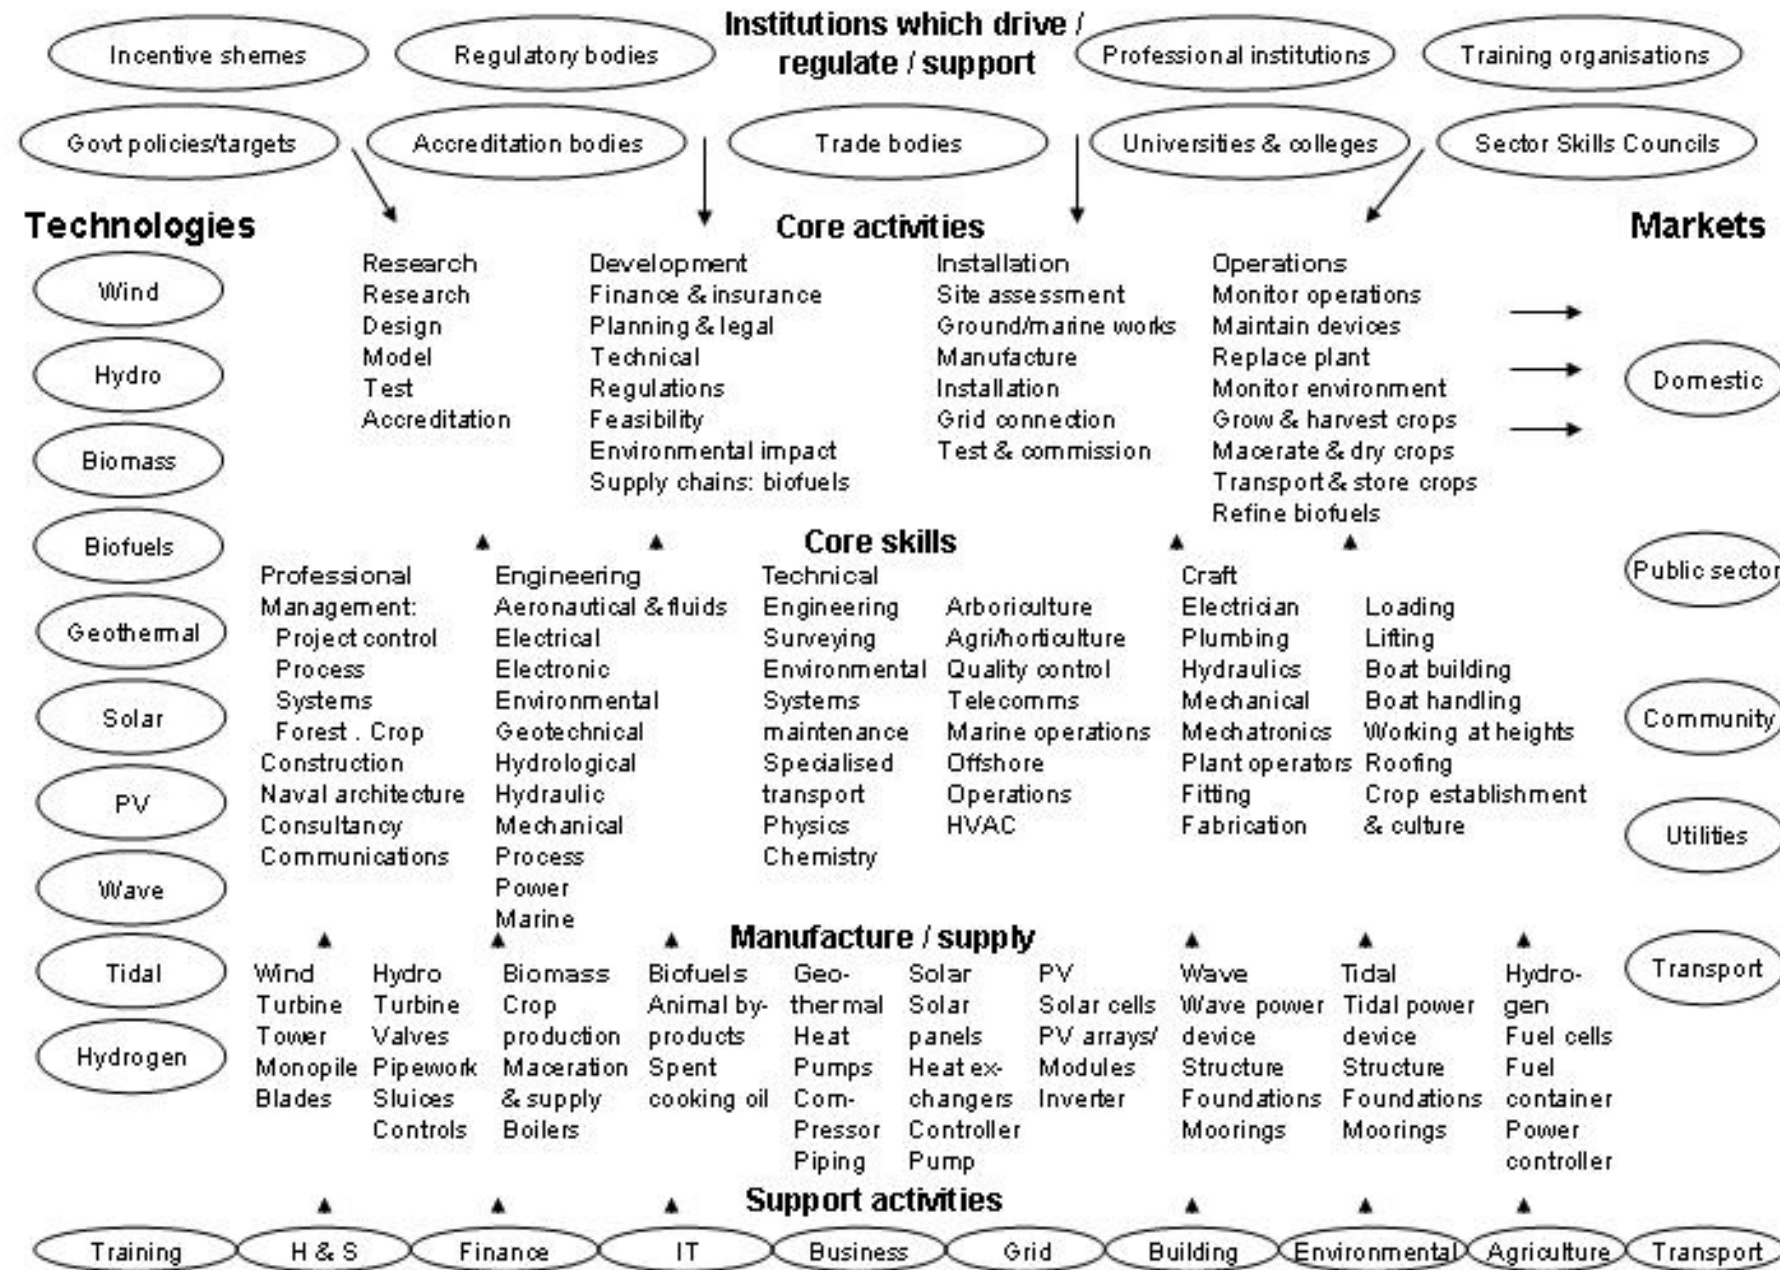 Institutions which drive /
regulate / support
Incentive shemes
Regulatory bodies
Professional institutions
Training organisations
Govt policies/targets
Accreditation bodies
Trade bodies
Universities & colleges
Sector Skills Councils
Technologies
Wind
Hydro
Biomass
Biofuels
Geothermal
Solar
PV
Wave
Tidal
Hydrogen
Core activities
Research
Research
Design
Model
Test
Accreditation
Development
Finance & insurance
Planning & legal
Technical
Regulations
Feasibility
Environmental impact
Supply chains: biofuels
Installation
Site assessment
Ground/marine works
Manufacture
Installation
Grid connection
Test & commission
Operations
Monitor operations
Maintain devices
Replace plant
Monitor environment
Grow & harvest crops
Macerate & dry crops
Transport & store crops
Refine biofuels
Core skills
Professional
Management:
Project control
Process
Systems
Forest . Crop
Construction
Naval architecture
Consultancy
Communications
Engineering
Aeronautical & fluids
Electrical
Electronic
Environmental
Geotechnical
Hydrological
Hydraulic
Mechanical
Process
Power
Marine
Technical
Engineering
Surveying
Environmental
Systems
maintenance
Specialised
transport
Physics
Chemistry
Arboriculture
Agri/horticulture
Quality control
Telecomms
Marine operations
Offshore
Operations
HVAC
Craft
Electrician
Plumbing
Hydraulics
Mechanical
Mechatronics
Plant operators
Fitting
Fabrication
Loading
Lifting
Boat building
Boat handling
Working at heights
Roofing
Crop establishment
& culture
Manufacture / supply
Wind
Turbine
Tower
Monopile
Blades
Hydro
Turbine
Valves
Pipework
Sluices
Controls
Biomass
Crop
production
Maceration
& supply
Boilers
Biofuels
Animal by-
products
Spent
cooking oil
Geo-
thermal
Heat
Pumps
Com-
Pressor
Piping
Solar
Solar
panels
Heat ex-
changers
Controller
Pump
PV
Solar cells
PV arrays/
Modules
Inverter
Wave
Wave power
device
Structure
Foundations
Moorings
Tidal
Tidal power
device
Structure
Foundations
Moorings
Hydro-
gen
Fuel cells
Fuel
container
Power
controller
Markets
Domestic
Public sector
Community
Utilities
Transport
Support activities
Training
H & S
Finance
IT
Business
Grid
Building
Environmental
Agriculture
Transport